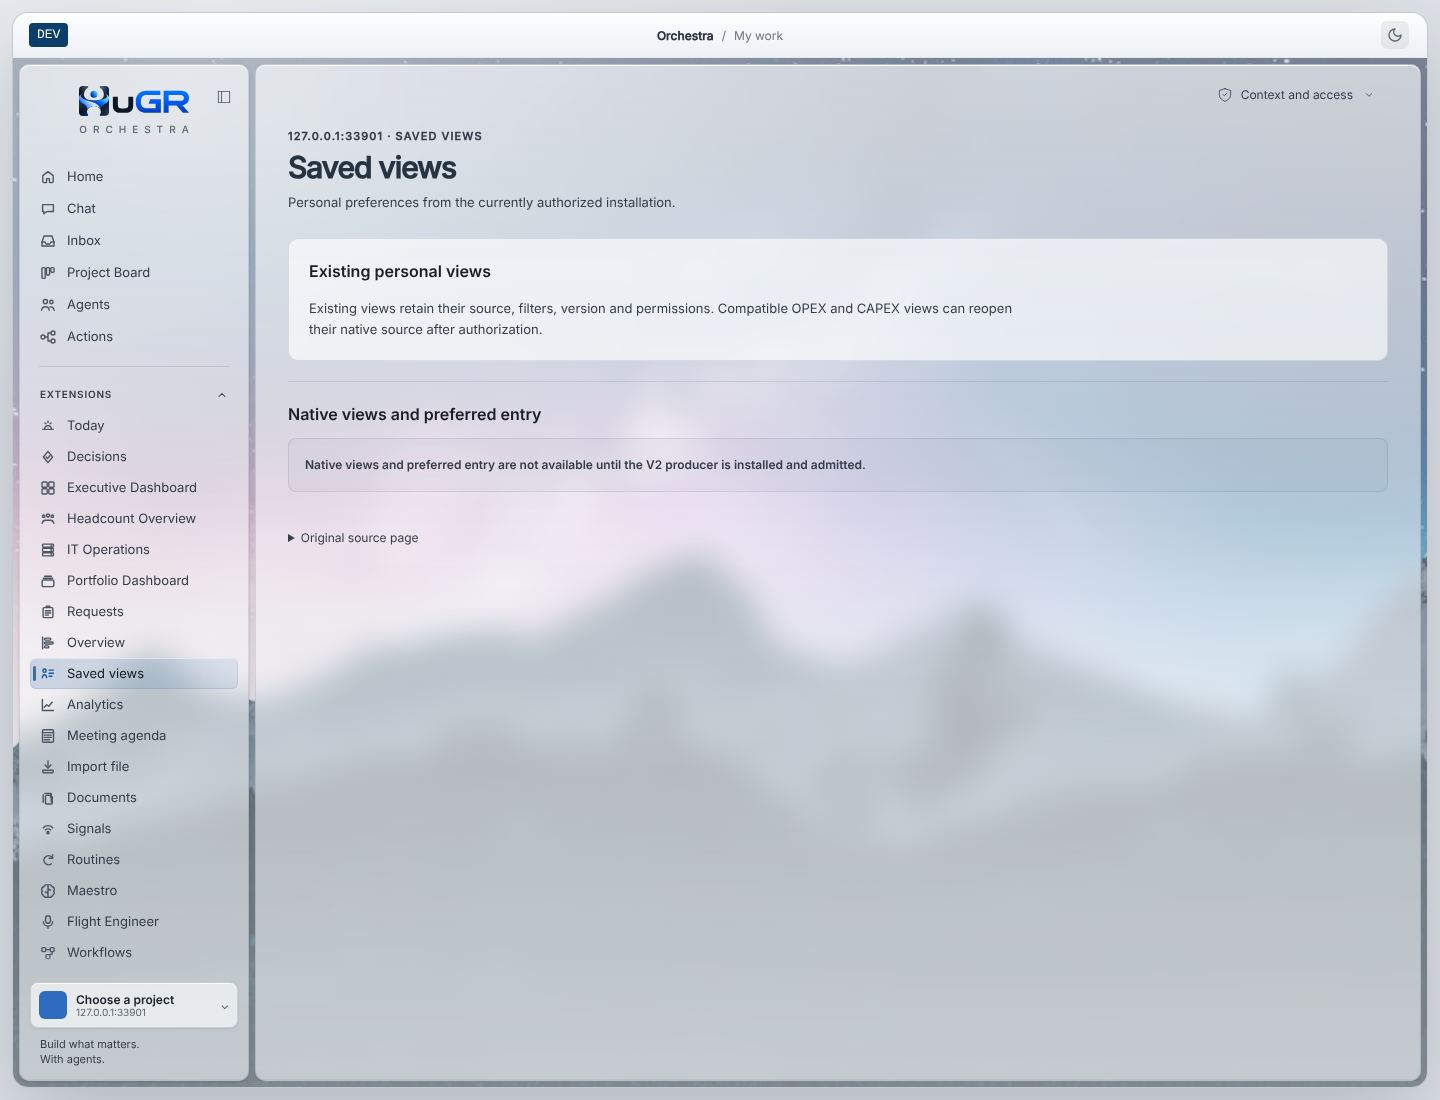 DEV
Orchestra / My work
HuGR
ORCHESTRA
Home
Chat
Inbox
Project Board
Agents
Actions
EXTENSIONS
Today
Decisions
Executive Dashboard
Headcount Overview
IT Operations
Portfolio Dashboard
Requests
Overview
Saved views
Analytics
Meeting agenda
Import file
Documents
Signals
Routines
Maestro
Flight Engineer
Workflows
Choose a project
127.0.0.1:33901
Build what matters.
With agents.
Context and access
127.0.0.1:33901 · SAVED VIEWS
Saved views
Personal preferences from the currently authorized installation.
Existing personal views
Existing views retain their source, filters, version and permissions. Compatible OPEX and CAPEX views can reopen
their native source after authorization.
Native views and preferred entry
Native views and preferred entry are not available until the V2 producer is installed and admitted.
Original source page